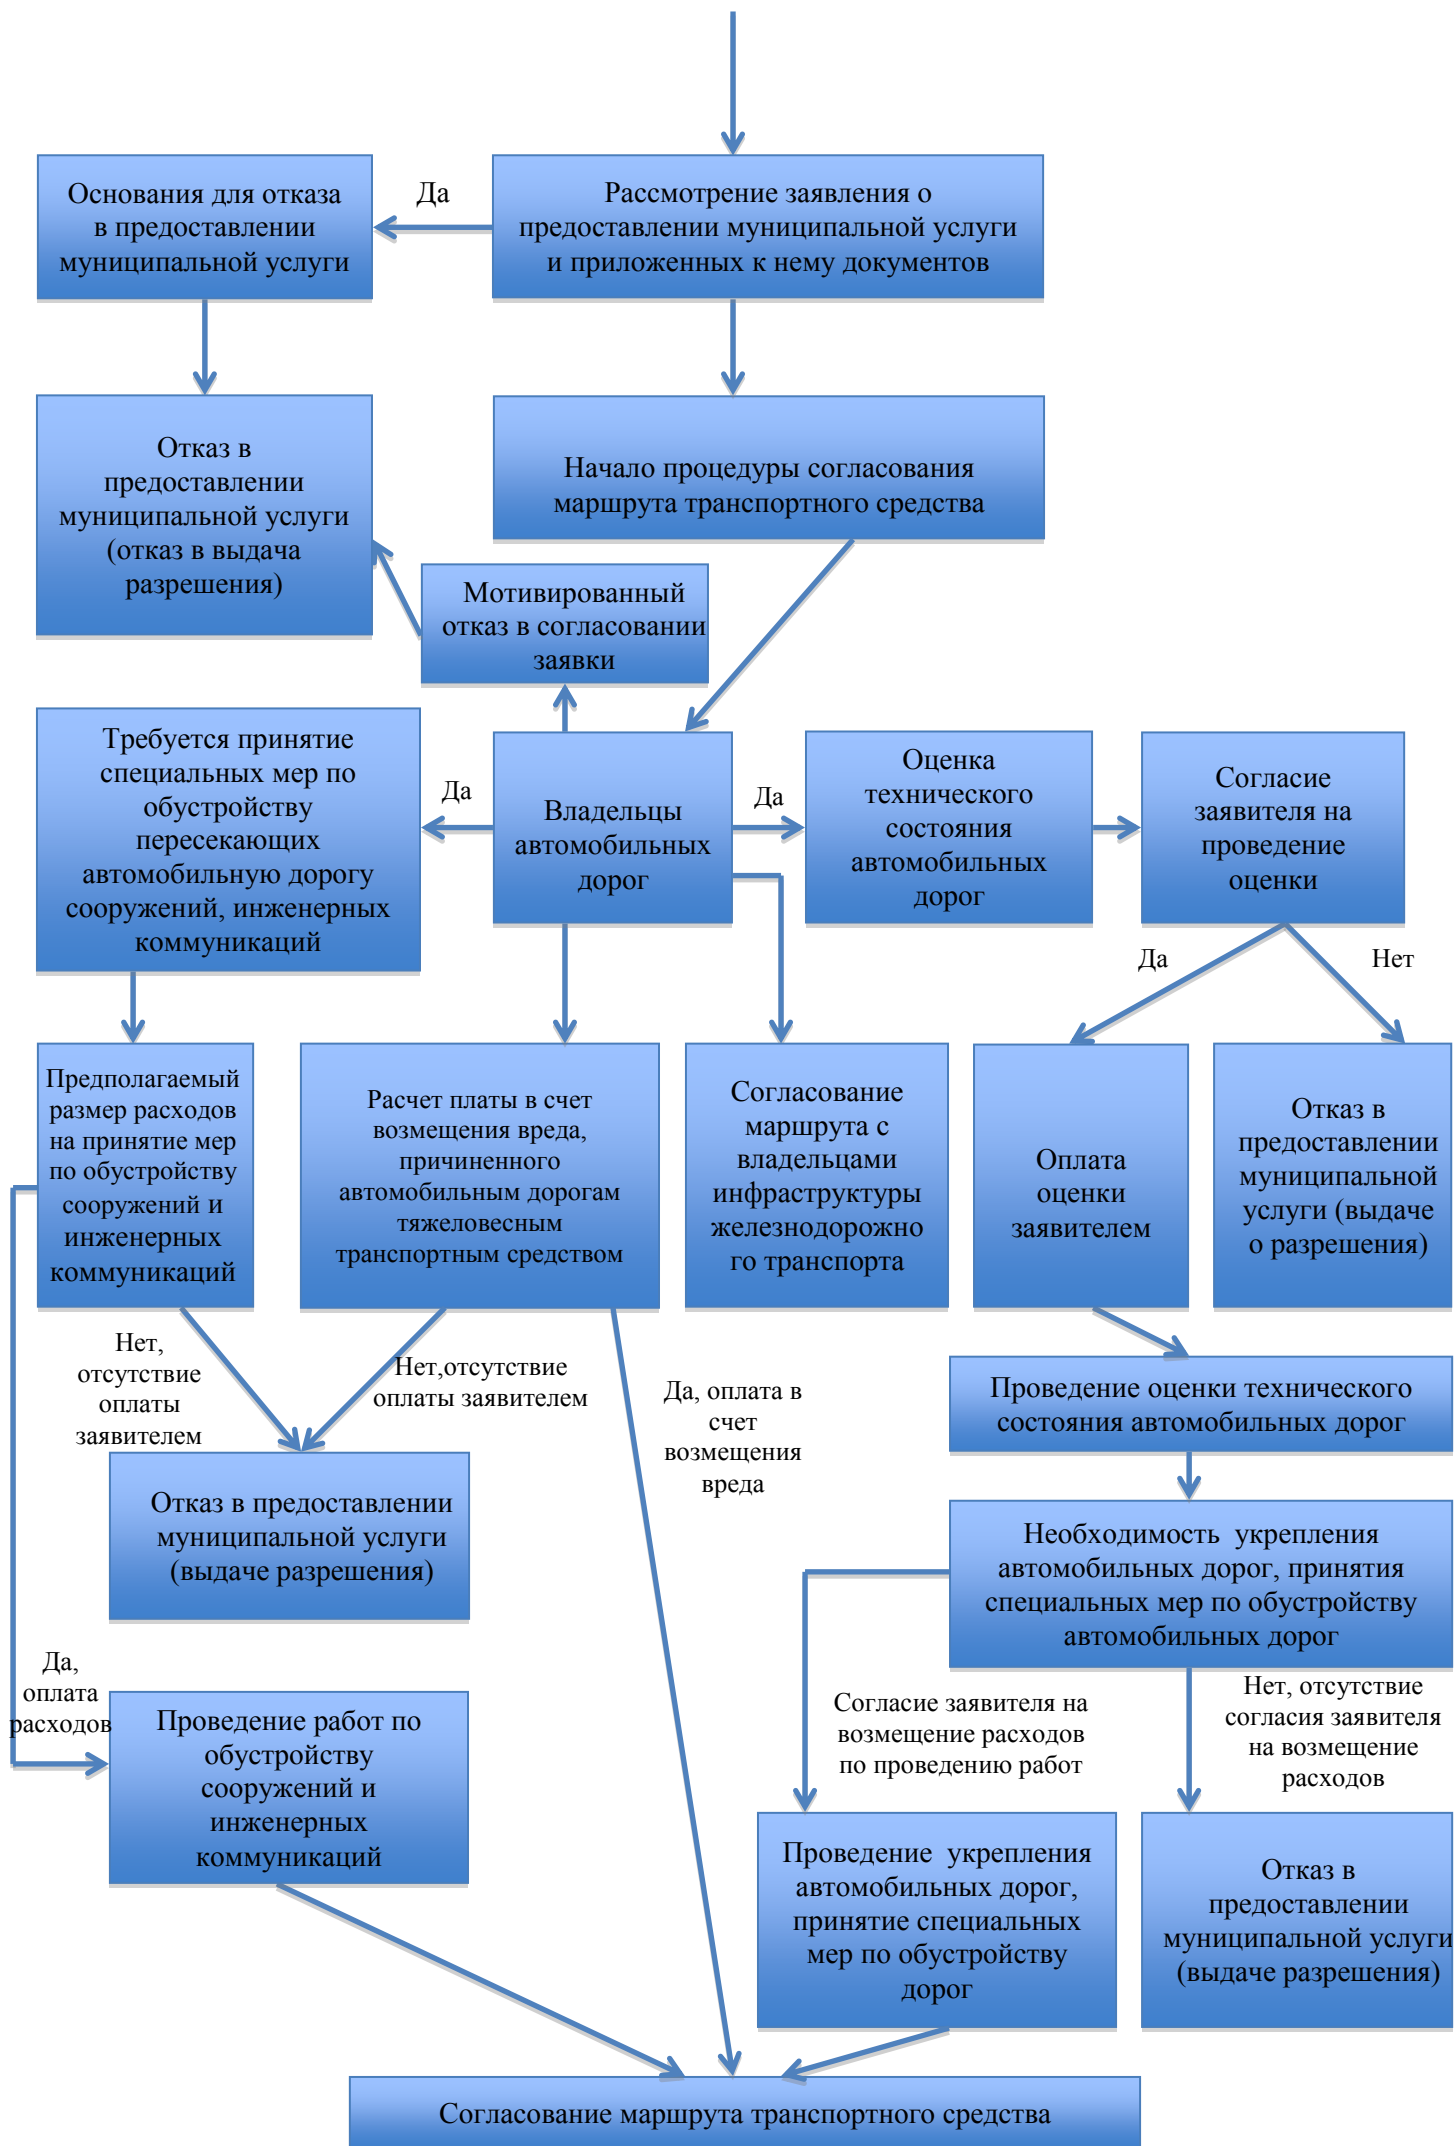 Основания для отказа
в предоставлении
муниципальной услуги
Да
Рассмотрение заявления о
предоставлении муниципальной услуги
и приложенных к нему документов
Отказ в
предоставлении
муниципальной услуги
(отказ в выдача
разрешения)
Начало процедуры согласования
маршрута транспортного средства
Мотивированный
отказ в согласовании
заявки
Требуется принятие
специальных мер по
обустройству
пересекающих
автомобильную дорогу
сооружений, инженерных
коммуникаций
Да
Владельцы
автомобильных
дорог
Да
Оценка
технического
состояния
автомобильных
дорог
Согласие
заявителя на
проведение
оценки
Да
Нет
Предполагаемый
размер расходов
на принятие мер
по обустройству
сооружений и
инженерных
коммуникаций
Расчет платы в счет
возмещения вреда,
причиненного
автомобильным дорогам
тяжеловесным
транспортным средством
Согласование
маршрута с
владельцами
инфраструктуры
железнодорожно
го транспорта
Оплата
оценки
заявителем
Отказ в
предоставлении
муниципальной
услуги (выдаче
о разрешения)
Нет,
отсутствие
оплаты
заявителем
Нет,отсутствие
оплаты заявителем
Да, оплата в
счет
возмещения
вреда
Проведение оценки технического
состояния автомобильных дорог
Отказ в предоставлении
муниципальной услуги
(выдаче разрешения)
Необходимость  укрепления
автомобильных дорог, принятия
специальных мер по обустройству
автомобильных дорог
Да,
оплата
расходов
Проведение работ по
обустройству
сооружений и
инженерных
коммуникаций
Согласие заявителя на
возмещение расходов
по проведению работ
Нет, отсутствие
согласия заявителя
на возмещение
расходов
Проведение  укрепления
автомобильных дорог,
принятие специальных
мер по обустройству
дорог
Отказ в
предоставлении
муниципальной услуги
(выдаче разрешения)
Согласование маршрута транспортного средства